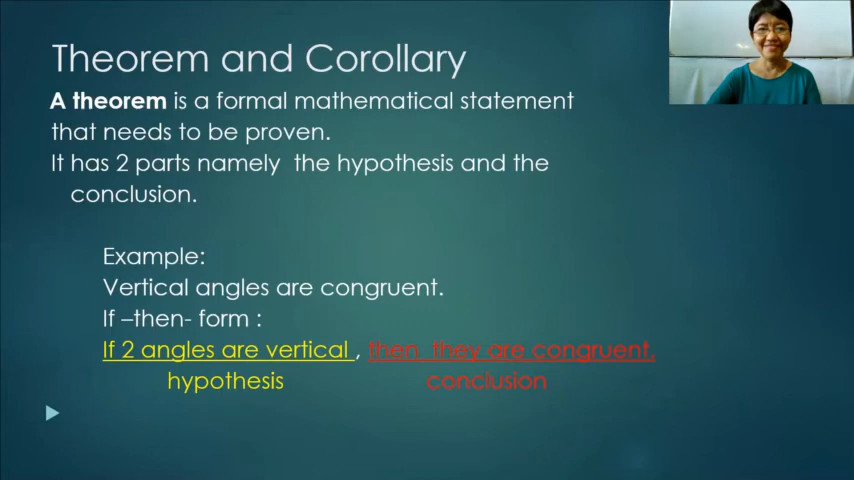 Theorem and Corollary
A theorem is a formal mathematical statement
that needs to be proven.
It has 2 parts namely the hypothesis and the
conclusion.
Example:
Vertical angles are congruent.
If –then- form :
If 2 angles are vertical , then they are congruent.
hypothesis conclusion